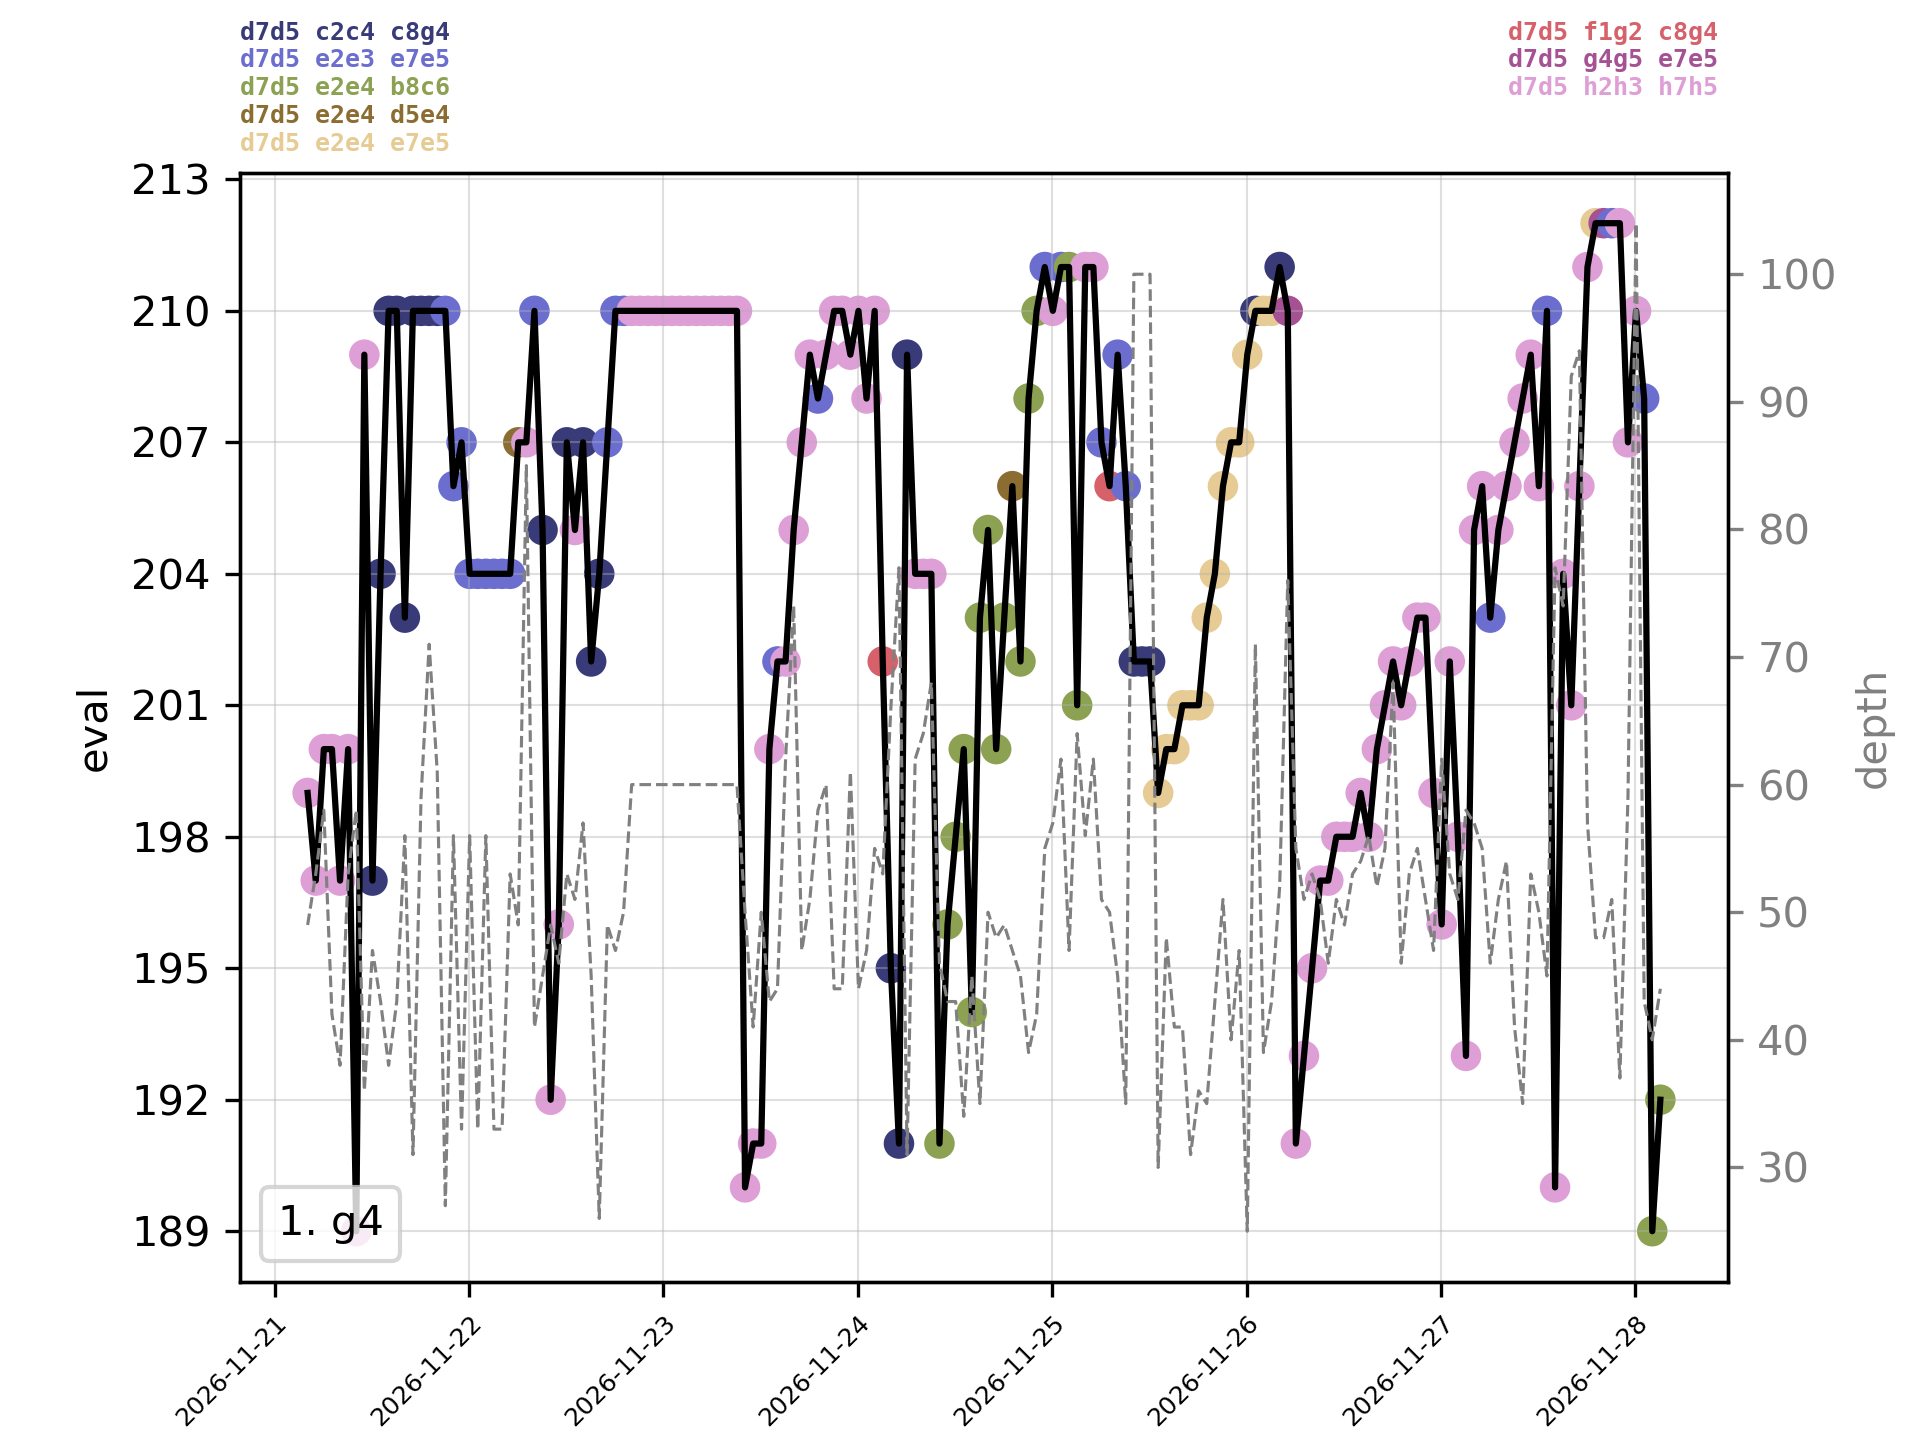 d7d5 c2c4 c8g4
d7d5 e2e3 e7e5
d7d5 e2e4 b8c6
d7d5 e2e4 d5e4
d7d5 e2e4 e7e5
d7d5 f1g2 c8g4
d7d5 g4g5 e7e5
d7d5 h2h3 h7h5
213
210
207
204
201
198
195
192
189
eval
100
90
80
70
60
50
40
30
depth
1. g4
2026-11-21
2026-11-22
2026-11-23
2026-11-24
2026-11-25
2026-11-26
2026-11-27
2026-11-28